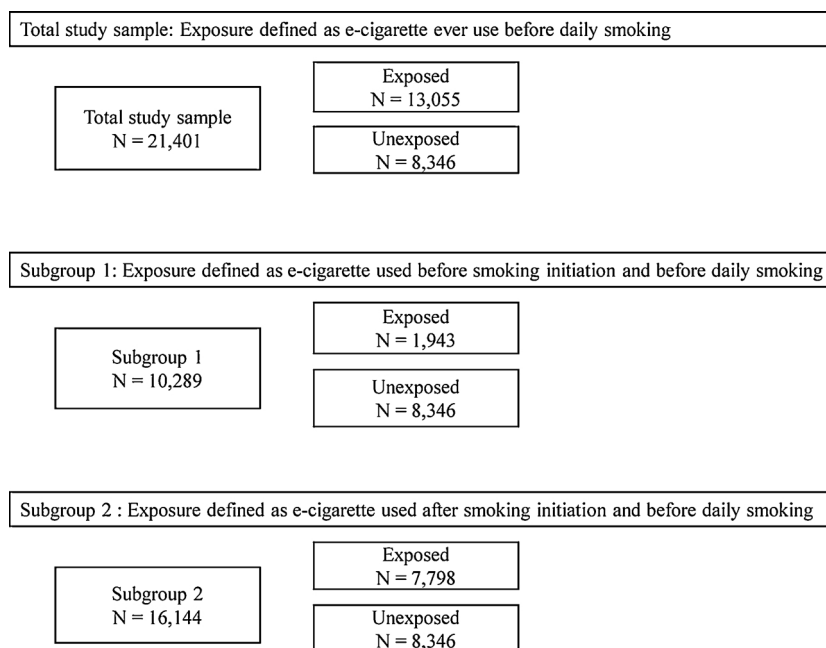 Total study sample: Exposure defined as e-cigarette ever use before daily smoking
Exposed
N = 13,055
Total study sample
N = 21,401
Unexposed
N = 8,346
Subgroup 1: Exposure defined as e-cigarette used before smoking initiation and before daily smoking
Exposed
N = 1,943
Subgroup 1
N = 10,289
Unexposed
N = 8,346
Subgroup 2 : Exposure defined as e-cigarette used after smoking initiation and before daily smoking
Exposed
N = 7,798
Subgroup 2
N = 16,144
Unexposed
N = 8,346